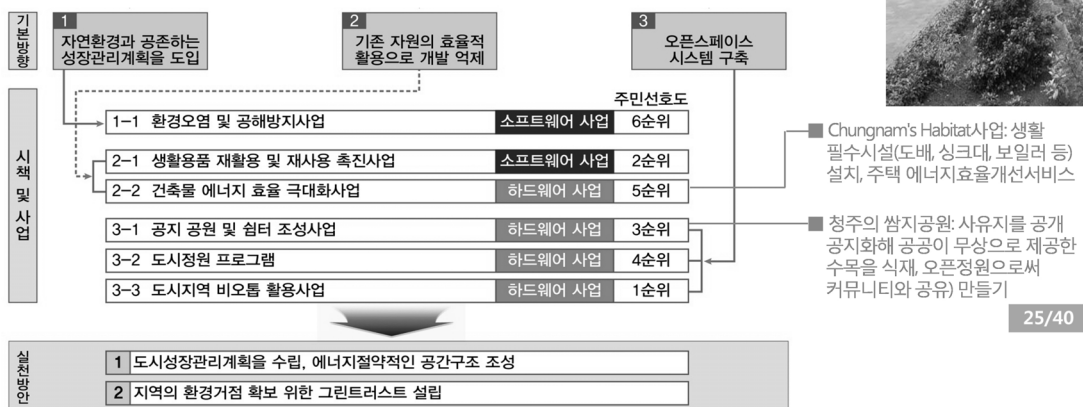 기본방향
1
자연환경과 공존하는
성장관리계획을 도입
2
기존 자원의 효율적
활용으로 개발 억제
3
오픈스페이스
시스템 구축
시책 및 사업
주민선호도
1-1 환경오염 및 공해방지사업 소프트웨어 사업 6순위
2-1 생활용품 재활용 및 재사용 촉진사업 소프트웨어 사업 2순위
2-2 건축물 에너지 효율 극대화사업 하드웨어 사업 5순위
3-1 공지 공원 및 쉼터 조성사업 하드웨어 사업 3순위
3-2 도시정원 프로그램 하드웨어 사업 4순위
3-3 도시지역 비오톱 활용사업 하드웨어 사업 1순위
■ Chungnam's Habitat사업: 생활
필수시설(도배, 싱크대, 보일러 등)
설치, 주택 에너지효율개선서비스
■ 청주의 쌈지공원: 사유지를 공개
공지화해 공공이 무상으로 제공한
수목을 식재, 오픈정원으로써
커뮤니티와 공유) 만들기
25/40
실천방안
1 도시성장관리계획을 수립, 에너지절약적인 공간구조 조성
2 지역의 환경거점 확보 위한 그린트러스트 설립